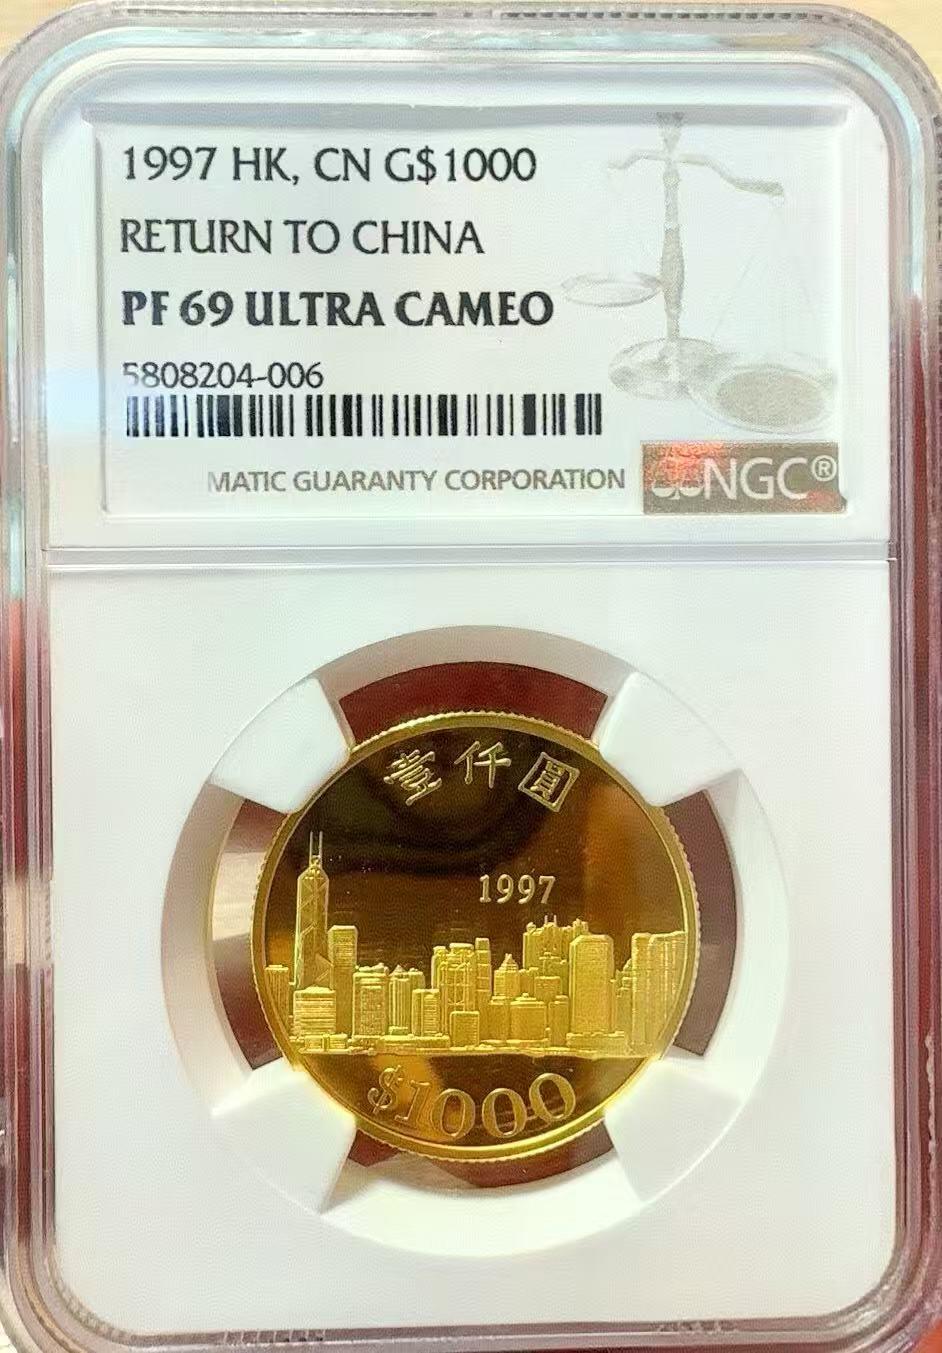 1997 HK, CN G$1000
RETURN TO CHINA
PF 69 ULTRA CAMEO
5808204-006
MATIC GUARANTY CORPORATION
NGC®
壹仟圓
1997
$1000